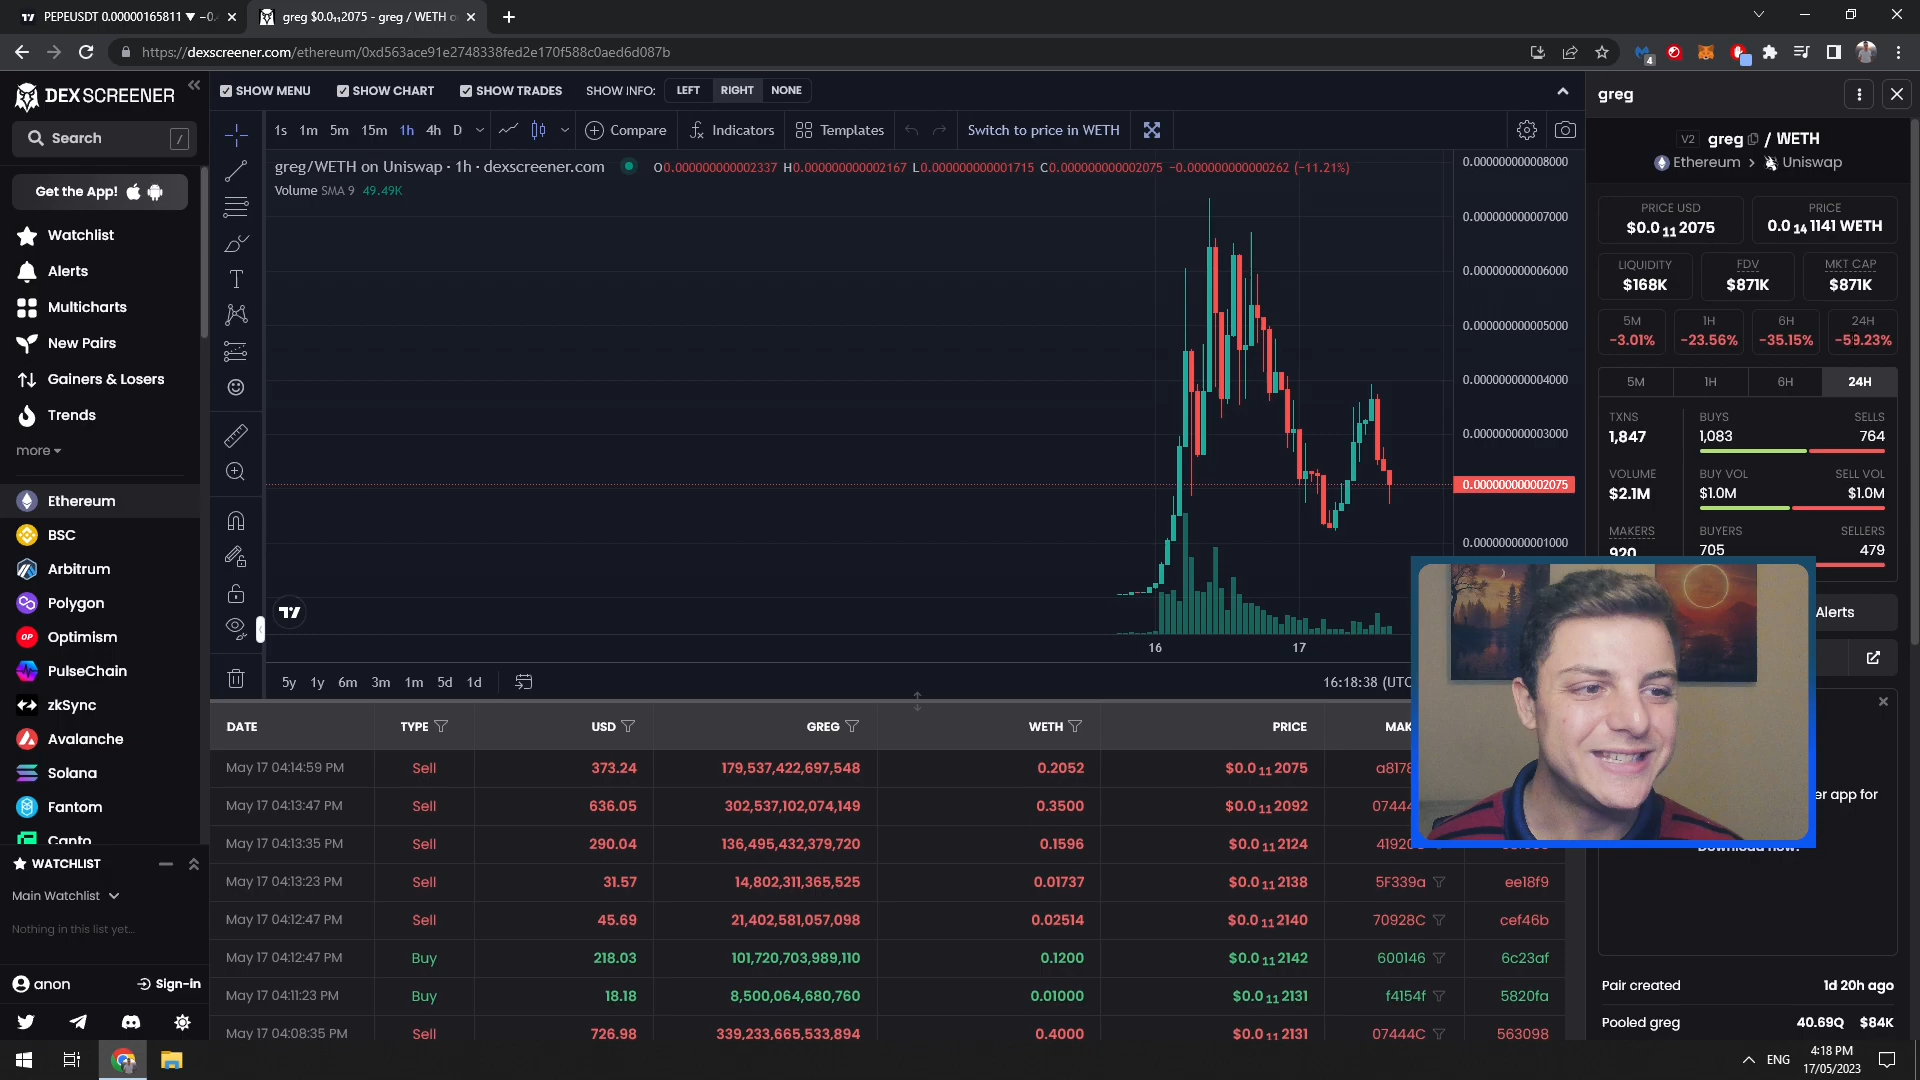 PEPEUSDT 0.00000165811 ▼ −0.
greg $0.0₁₁2075 - greg / WETH o
https://dexscreener.com/ethereum/0xd563ace91e2748338fed2e170f588c0aed6d087b
4
DEX SCREENER
Search /
Get the App!
Watchlist
Alerts
Multicharts
New Pairs
Gainers & Losers
Trends
more
Ethereum
BSC
Arbitrum
Polygon
OP Optimism
PulseChain
zkSync
Avalanche
Solana
Fantom
Canto
WATCHLIST
Main Watchlist
Nothing in this list yet...
anon Sign-in
SHOW MENU SHOW CHART SHOW TRADES SHOW INFO: LEFT RIGHT NONE
1s 1m 5m 15m 1h 4h D Compare Indicators Templates Switch to price in WETH
greg/WETH on Uniswap · 1h · dexscreener.com O0.000000000002337 H0.000000000002167 L0.000000000001715 C0.000000000002075 −0.000000000000262 (−11.21%)
Volume SMA 9 49.49K
0.000000000008000
0.000000000007000
0.000000000006000
0.000000000005000
0.000000000004000
0.000000000003000
0.000000000002075
0.000000000001000
16 17
5y 1y 6m 3m 1m 5d 1d 16:18:38 (UTC
DATE TYPE USD GREG WETH PRICE MAK
May 17 04:14:59 PM Sell 373.24 179,537,422,697,548 0.2052 $0.0₁₁2075 a8178
May 17 04:13:47 PM Sell 636.05 302,537,102,074,149 0.3500 $0.0₁₁2092 07444
May 17 04:13:35 PM Sell 290.04 136,495,432,379,720 0.1596 $0.0₁₁2124 41920
May 17 04:13:23 PM Sell 31.57 14,802,311,365,525 0.01737 $0.0₁₁2138 5F339a ee18f9
May 17 04:12:47 PM Sell 45.69 21,402,581,057,098 0.02514 $0.0₁₁2140 70928C cef46b
May 17 04:12:47 PM Buy 218.03 101,720,703,989,110 0.1200 $0.0₁₁2142 600146 6c23af
May 17 04:11:23 PM Buy 18.18 8,500,064,680,760 0.01000 $0.0₁₁2131 f4154f 5820fa
May 17 04:08:35 PM Sell 726.98 339,233,665,533,894 0.4000 $0.0₁₁2131 07444C 563098
greg
V2 greg / WETH
Ethereum > Uniswap
PRICE USD PRICE
$0.0₁₁2075 0.0₁₄1141 WETH
LIQUIDITY FDV MKT CAP
$168K $871K $871K
5M 1H 6H 24H
-3.01% -23.56% -35.15% -59.23%
5M 1H 6H 24H
TXNS BUYS SELLS
1,847 1,083 764
VOLUME BUY VOL SELL VOL
$2.1M $1.0M $1.0M
MAKERS BUYERS SELLERS
920 705 479
Alerts
er app for
Download now!
Pair created 1d 20h ago
Pooled greg 40.69Q $84K
ENG
4:18 PM
17/05/2023